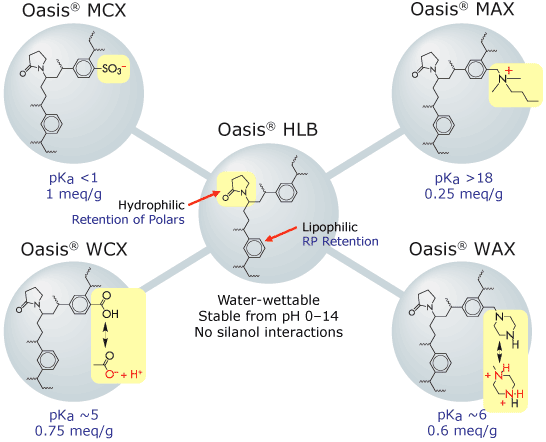 Oasis® MCX
SO₃⁻
N
O
pKa <1
1 meq/g
Oasis® MAX
N
O
+
N
pKa >18
0.25 meq/g
Oasis® HLB
N
O
Hydrophilic
Retention of Polars
Lipophilic
RP Retention
Water-wettable
Stable from pH 0–14
No silanol interactions
Oasis® WCX
N
O
O
OH
O
O⁻ + H⁺
pKa ~5
0.75 meq/g
Oasis® WAX
N
O
N
N
H
+
N
H
N
H
+
H
pKa ~6
0.6 meq/g